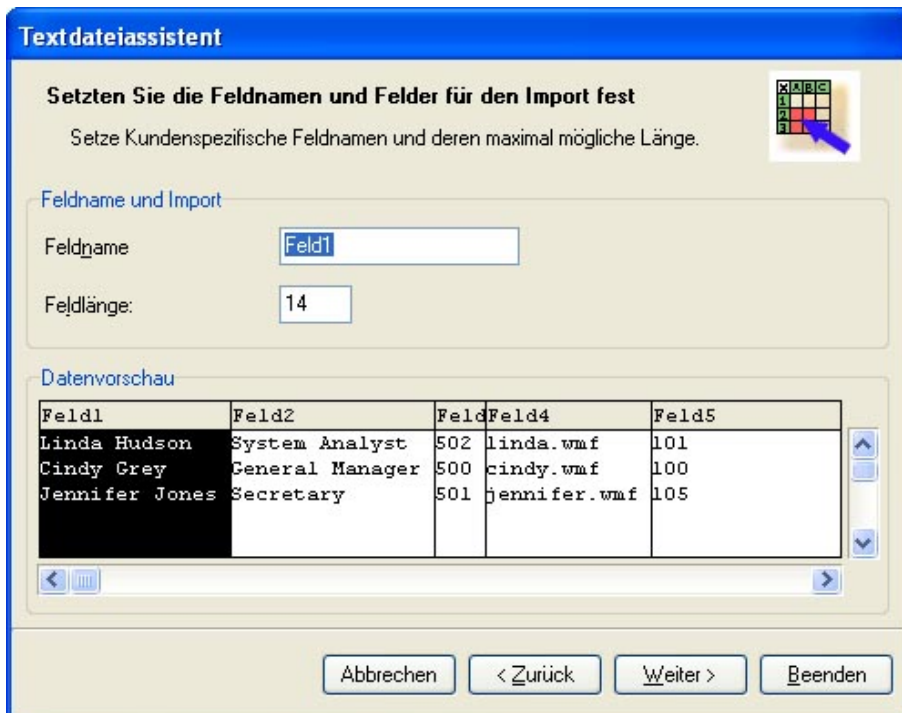 Textdateiassistent
Setzten Sie die Feldnamen und Felder für den Import fest
Setze Kundenspezifische Feldnamen und deren maximal mögliche Länge.
X A B C
1
2
3
Feldname und Import
Feldname
Feld1
Feldlänge:
14
Datenvorschau
Feld1 Feld2 Feld Feld4 Feld5
Linda Hudson System Analyst 502 linda.wmf 101
Cindy Grey General Manager 500 cindy.wmf 100
Jennifer Jones Secretary 501 jennifer.wmf 105
Abbrechen < Zurück Weiter > Beenden